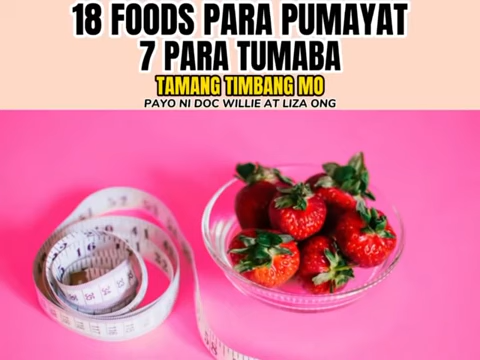 18 FOODS PARA PUMAYAT
7 PARA TUMABA
TAMANG TIMBANG MO
PAYO NI DOC WILLIE AT LIZA ONG